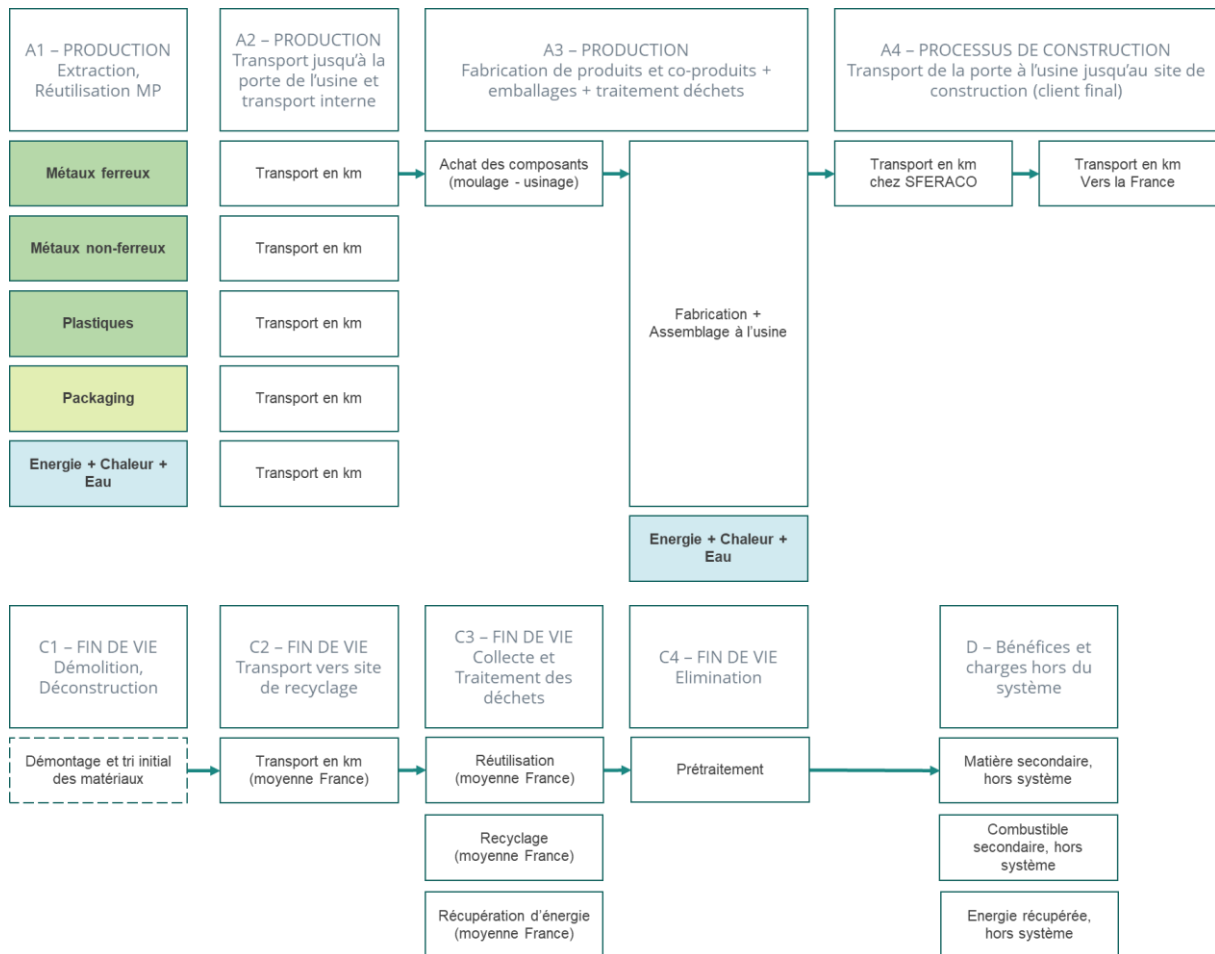 A1 – PRODUCTION
Extraction,
Réutilisation MP
A2 – PRODUCTION
Transport jusqu’à la
porte de l’usine et
transport interne
A3 – PRODUCTION
Fabrication de produits et co-produits +
emballages + traitement déchets
A4 – PROCESSUS DE CONSTRUCTION
Transport de la porte à l’usine jusqu’au site de
construction (client final)
Métaux ferreux
Transport en km
Achat des composants
(moulage - usinage)
Transport en km
chez SFERACO
Transport en km
Vers la France
Métaux non-ferreux
Transport en km
Plastiques
Transport en km
Fabrication +
Assemblage à l’usine
Packaging
Transport en km
Energie + Chaleur +
Eau
Transport en km
Energie + Chaleur +
Eau
C1 – FIN DE VIE
Démolition,
Déconstruction
C2 – FIN DE VIE
Transport vers site
de recyclage
C3 – FIN DE VIE
Collecte et
Traitement des
déchets
C4 – FIN DE VIE
Elimination
D – Bénéfices et
charges hors du
système
Démontage et tri initial
des matériaux
Transport en km
(moyenne France)
Réutilisation
(moyenne France)
Prétraitement
Matière secondaire,
hors système
Recyclage
(moyenne France)
Combustible
secondaire, hors
système
Récupération d’énergie
(moyenne France)
Energie récupérée,
hors système